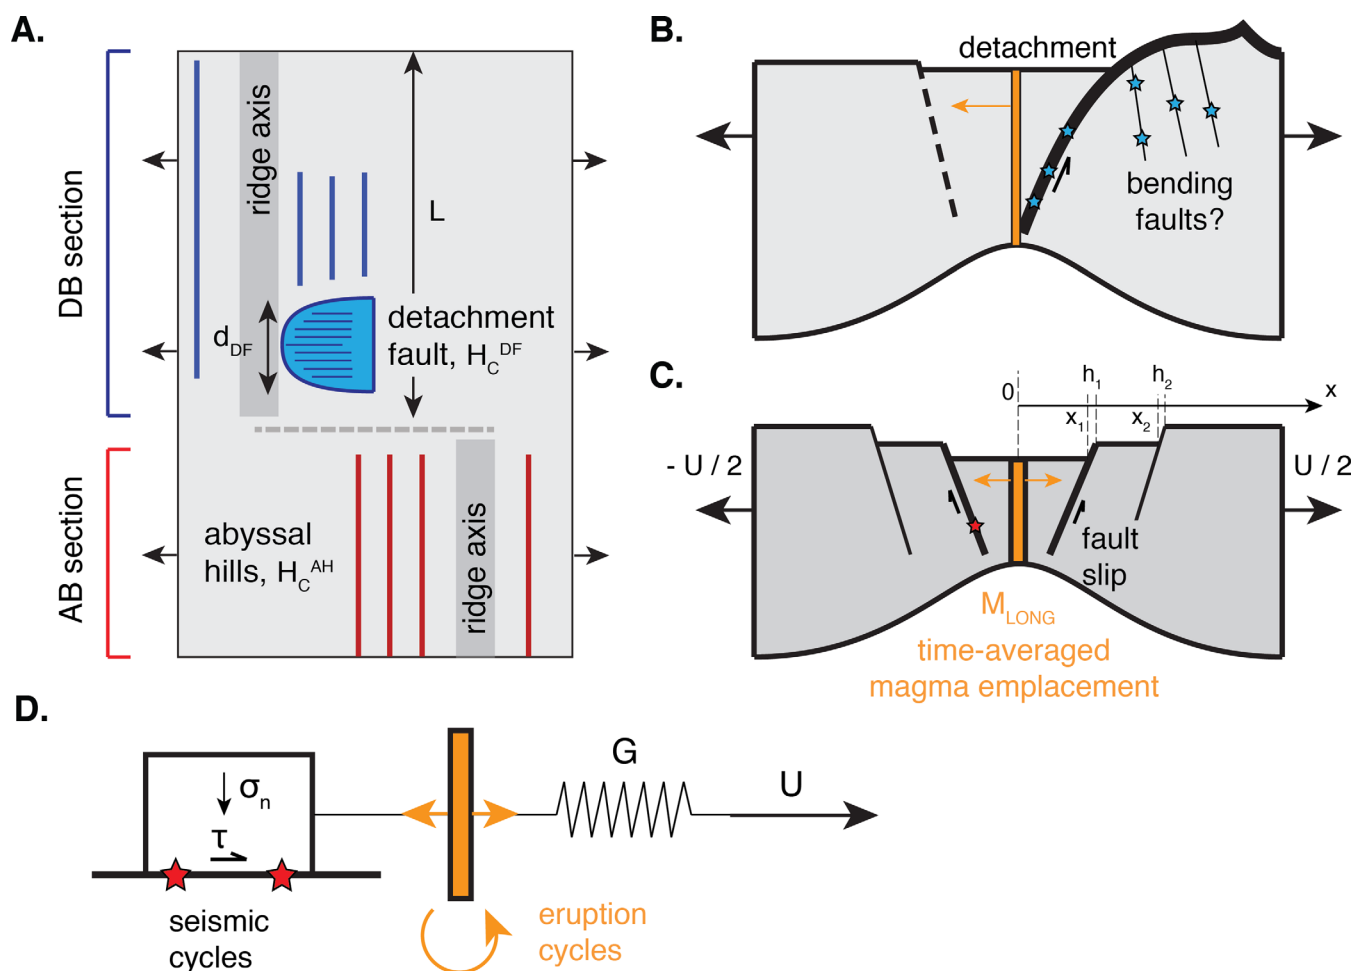 A.
DB section
ridge axis
L
d_DF
detachment
fault, H_C^DF
AB section
abyssal
hills, H_C^AH
ridge axis
B.
detachment
bending
faults?
C.
0
h_1
h_2
x
x_1
x_2
- U / 2
U / 2
fault
slip
M_LONG
time-averaged
magma emplacement
D.
σ_n
τ
G
U
seismic
cycles
eruption
cycles